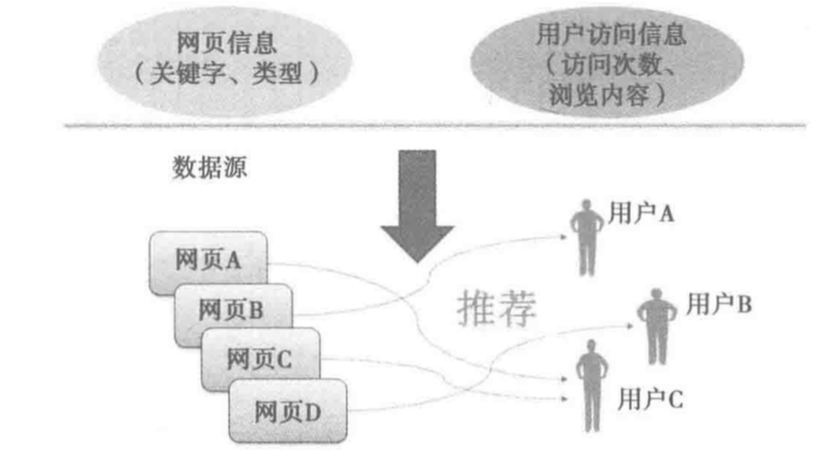 网页信息
（关键字、类型）
用户访问信息
（访问次数、
浏览内容）
数据源
网页A
网页B
网页C
网页D
推荐
用户A
用户B
用户C